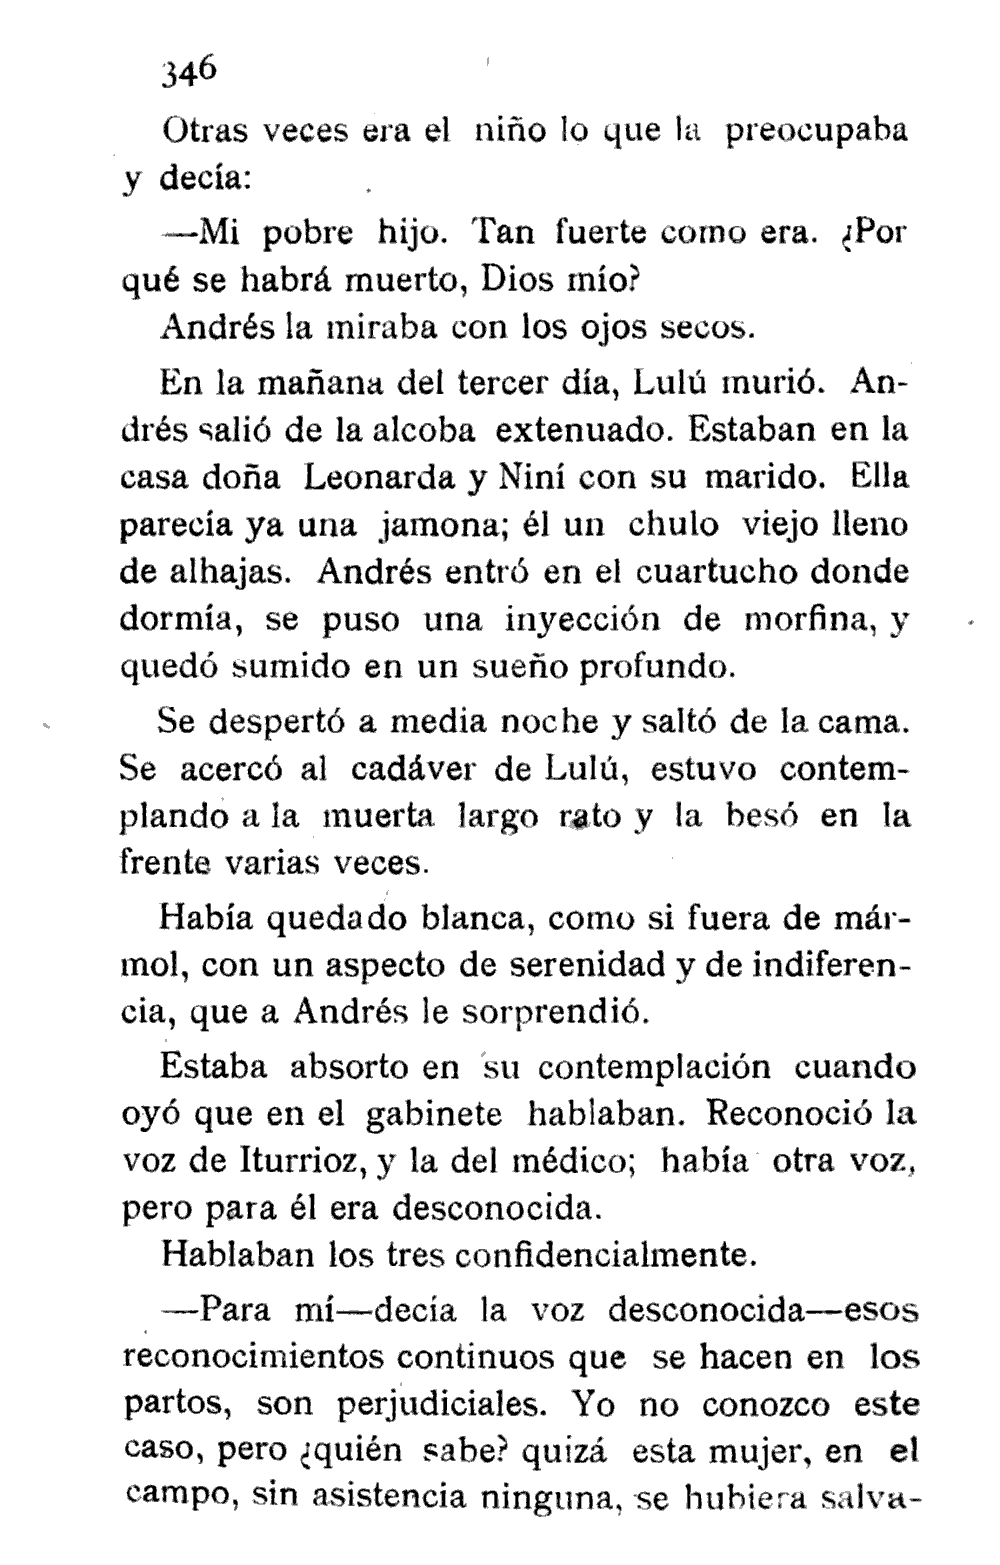 346
Otras veces era el niño lo que la preocupaba
y decía:
—Mi pobre hijo. Tan fuerte como era. ¿Por
qué se habrá muerto, Dios mío?
Andrés la miraba con los ojos secos.
En la mañana del tercer día, Lulú murió. An-
drés salió de la alcoba extenuado. Estaban en la
casa doña Leonarda y Niní con su marido. Ella
parecía ya una jamona; él un chulo viejo lleno
de alhajas. Andrés entró en el cuartucho donde
dormía, se puso una inyección de morfina, y
quedó sumido en un sueño profundo.
Se despertó a media noche y saltó de la cama.
Se acercó al cadáver de Lulú, estuvo contem-
plando a la muerta largo rato y la besó en la
frente varias veces.
Había quedado blanca, como si fuera de már-
mol, con un aspecto de serenidad y de indiferen-
cia, que a Andrés le sorprendió.
Estaba absorto en su contemplación cuando
oyó que en el gabinete hablaban. Reconoció la
voz de Iturrioz, y la del médico; había otra voz,
pero para él era desconocida.
Hablaban los tres confidencialmente.
—Para mí—decía la voz desconocida—esos
reconocimientos continuos que se hacen en los
partos, son perjudiciales. Yo no conozco este
caso, pero ¿quién sabe? quizá esta mujer, en el
campo, sin asistencia ninguna, se hubiera salva-